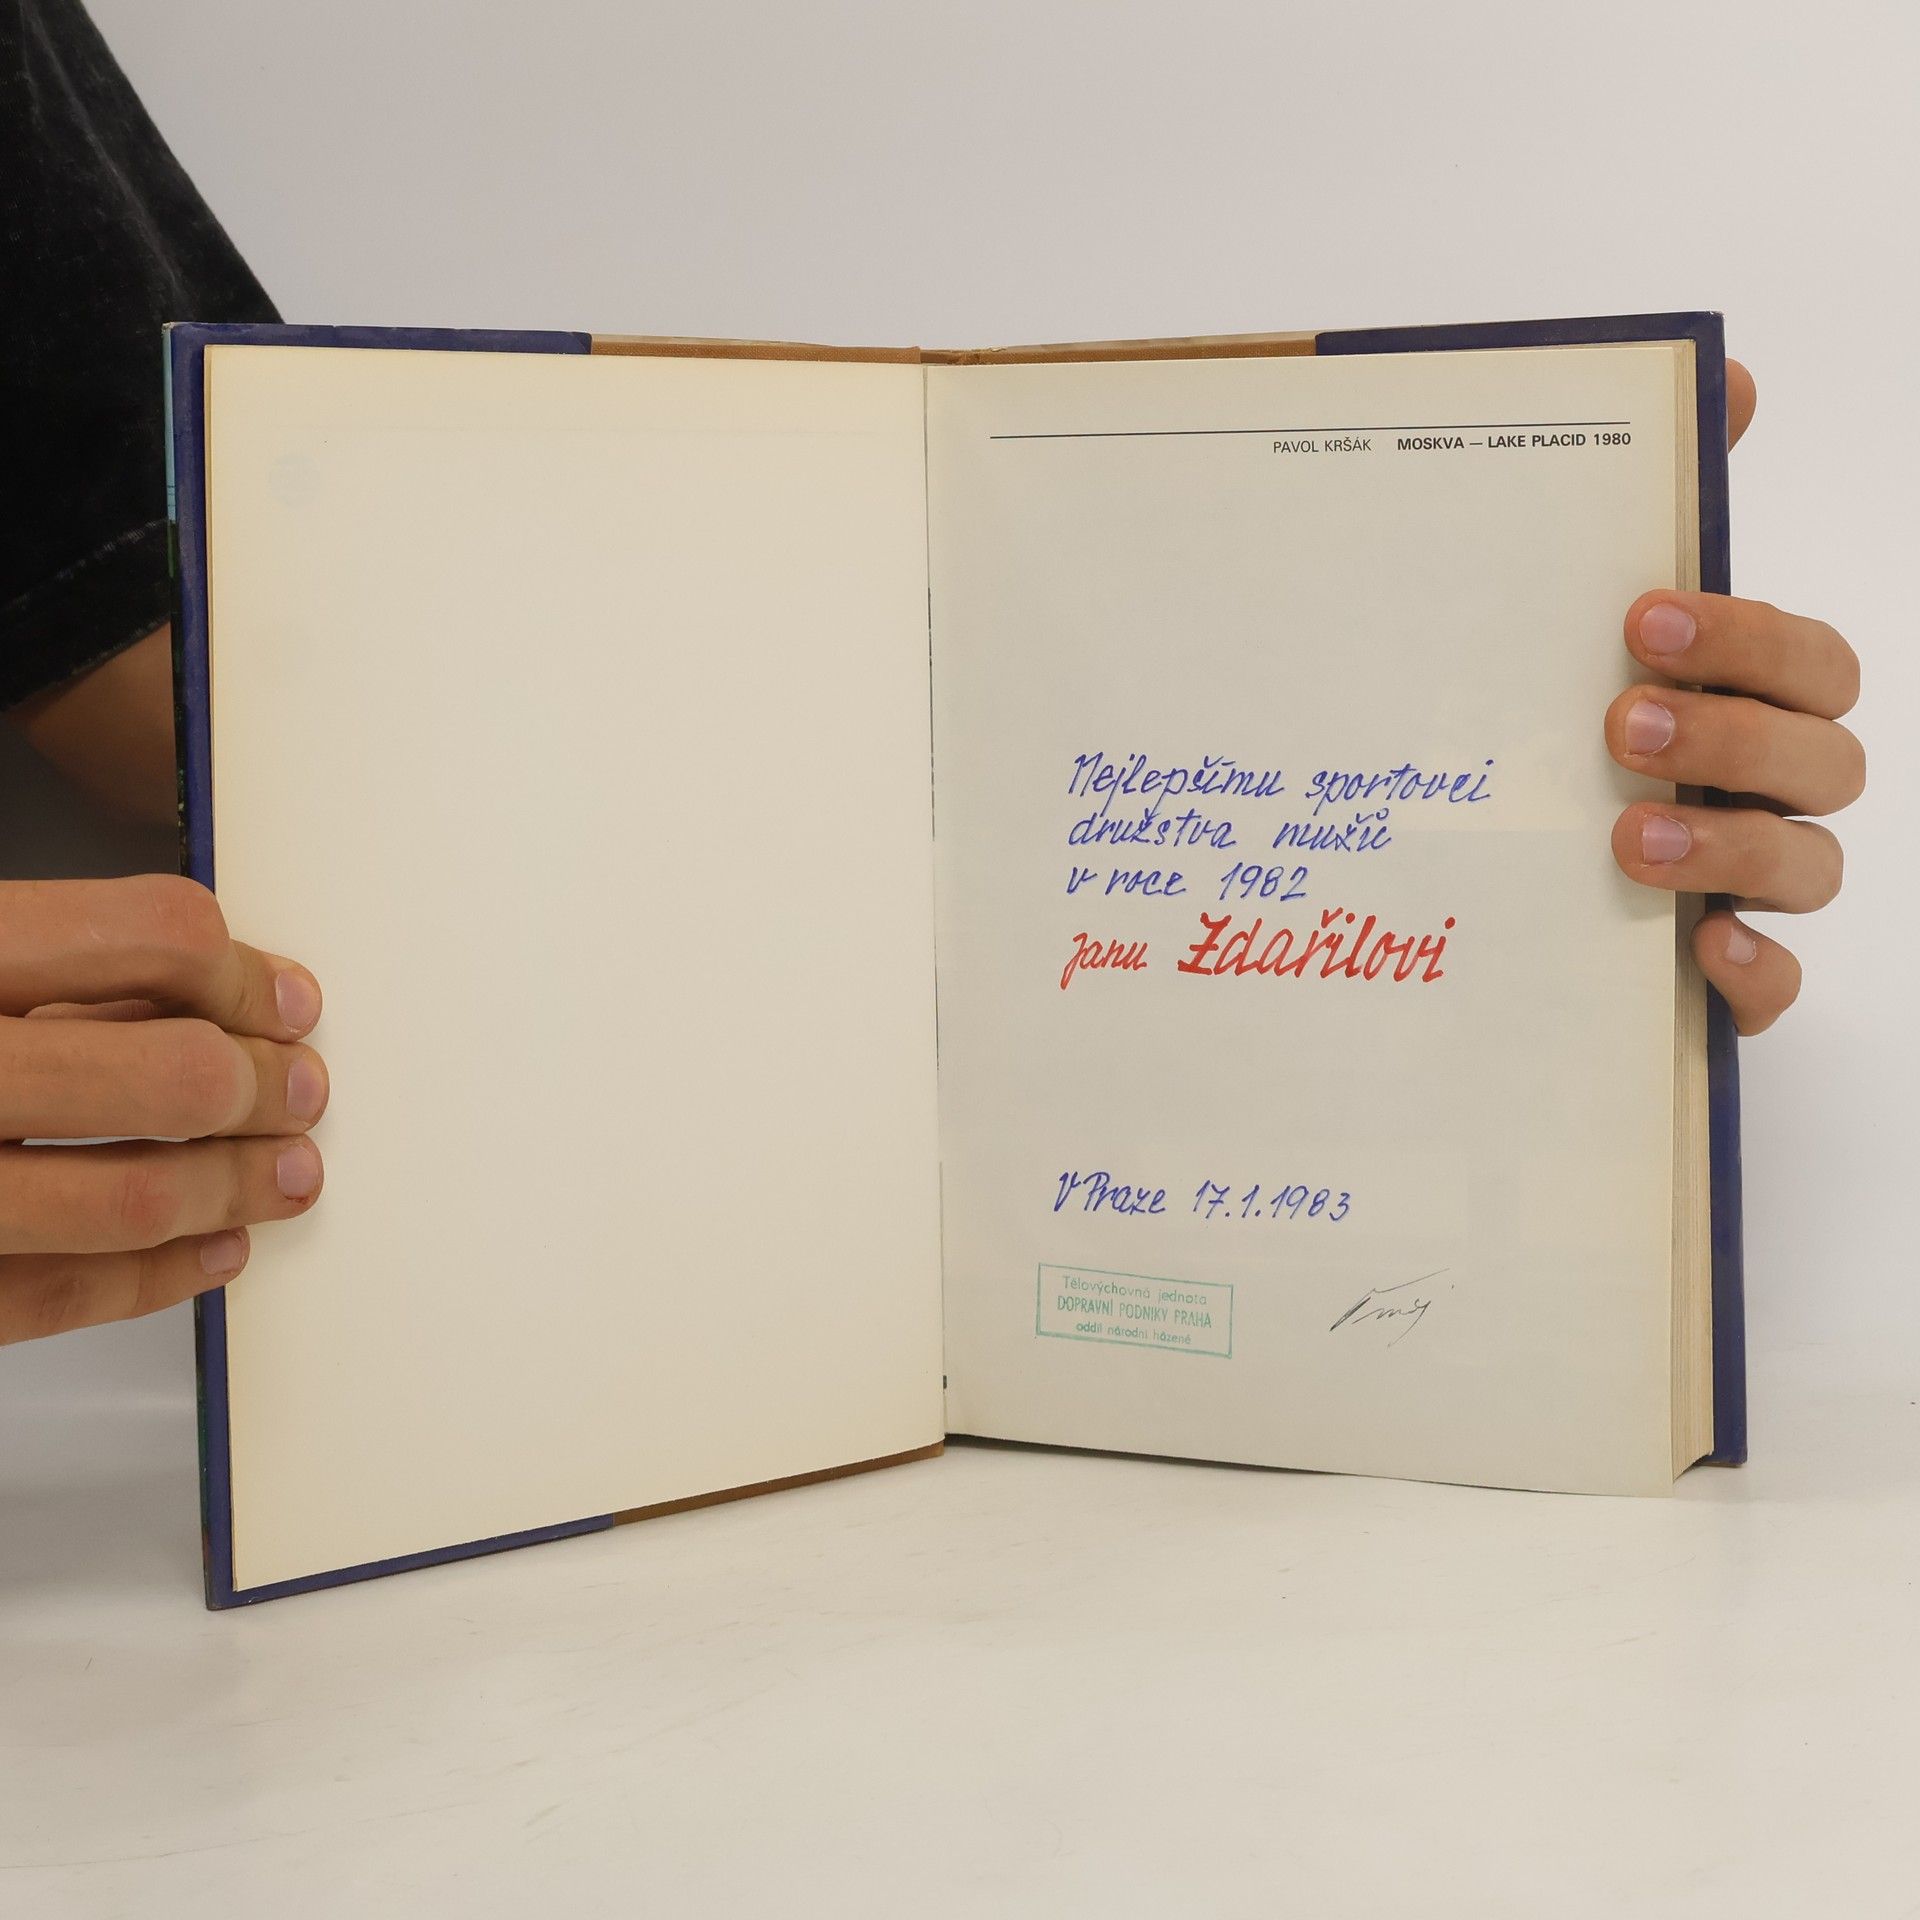 PAVOL KRŠÁK MOSKVA — LAKE PLACID 1980
Nejlepšímu sportovci
družstva mužů
v roce 1982
Janu Zdařilovi
V Praze 17.1.1983
Tělovýchovná jednota
DOPRAVNÍ PODNIKY PRAHA
oddíl národní házené